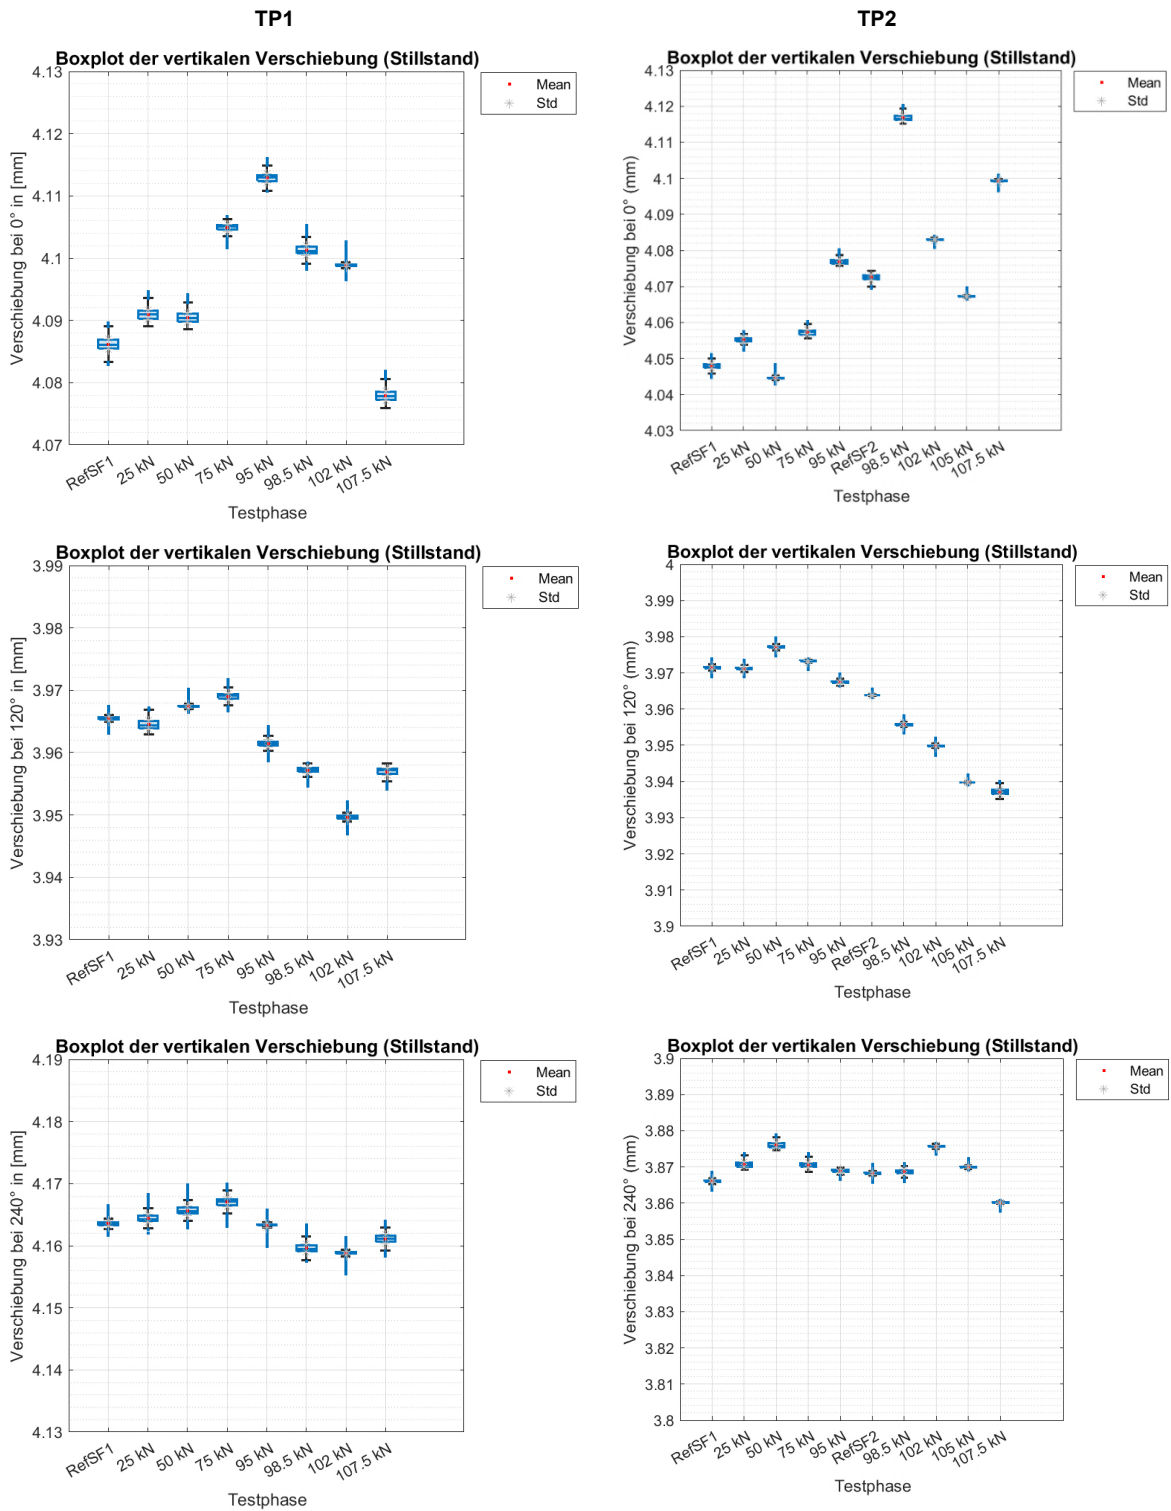 TP1
TP2
Boxplot der vertikalen Verschiebung (Stillstand)
Mean
Std
4.13
4.12
4.11
4.1
4.09
4.08
4.07
Verschiebung bei 0° in [mm]
RefSF1
25 kN
50 kN
75 kN
95 kN
98.5 kN
102 kN
107.5 kN
Testphase
Boxplot der vertikalen Verschiebung (Stillstand)
Mean
Std
4.13
4.12
4.11
4.1
4.09
4.08
4.07
4.06
4.05
4.04
4.03
Verschiebung bei 0° (mm)
RefSF1
25 kN
50 kN
75 kN
95 kN
RefSF2
98.5 kN
102 kN
105 kN
107.5 kN
Testphase
Boxplot der vertikalen Verschiebung (Stillstand)
Mean
Std
3.99
3.98
3.97
3.96
3.95
3.94
3.93
Verschiebung bei 120° in [mm]
RefSF1
25 kN
50 kN
75 kN
95 kN
98.5 kN
102 kN
107.5 kN
Testphase
Boxplot der vertikalen Verschiebung (Stillstand)
Mean
Std
4
3.99
3.98
3.97
3.96
3.95
3.94
3.93
3.92
3.91
3.9
Verschiebung bei 120° (mm)
RefSF1
25 kN
50 kN
75 kN
95 kN
RefSF2
98.5 kN
102 kN
105 kN
107.5 kN
Testphase
Boxplot der vertikalen Verschiebung (Stillstand)
Mean
Std
4.19
4.18
4.17
4.16
4.15
4.14
4.13
Verschiebung bei 240° in [mm]
RefSF1
25 kN
50 kN
75 kN
95 kN
98.5 kN
102 kN
107.5 kN
Testphase
Boxplot der vertikalen Verschiebung (Stillstand)
Mean
Std
3.9
3.89
3.88
3.87
3.86
3.85
3.84
3.83
3.82
3.81
3.8
Verschiebung bei 240° (mm)
RefSF1
25 kN
50 kN
75 kN
95 kN
RefSF2
98.5 kN
102 kN
105 kN
107.5 kN
Testphase